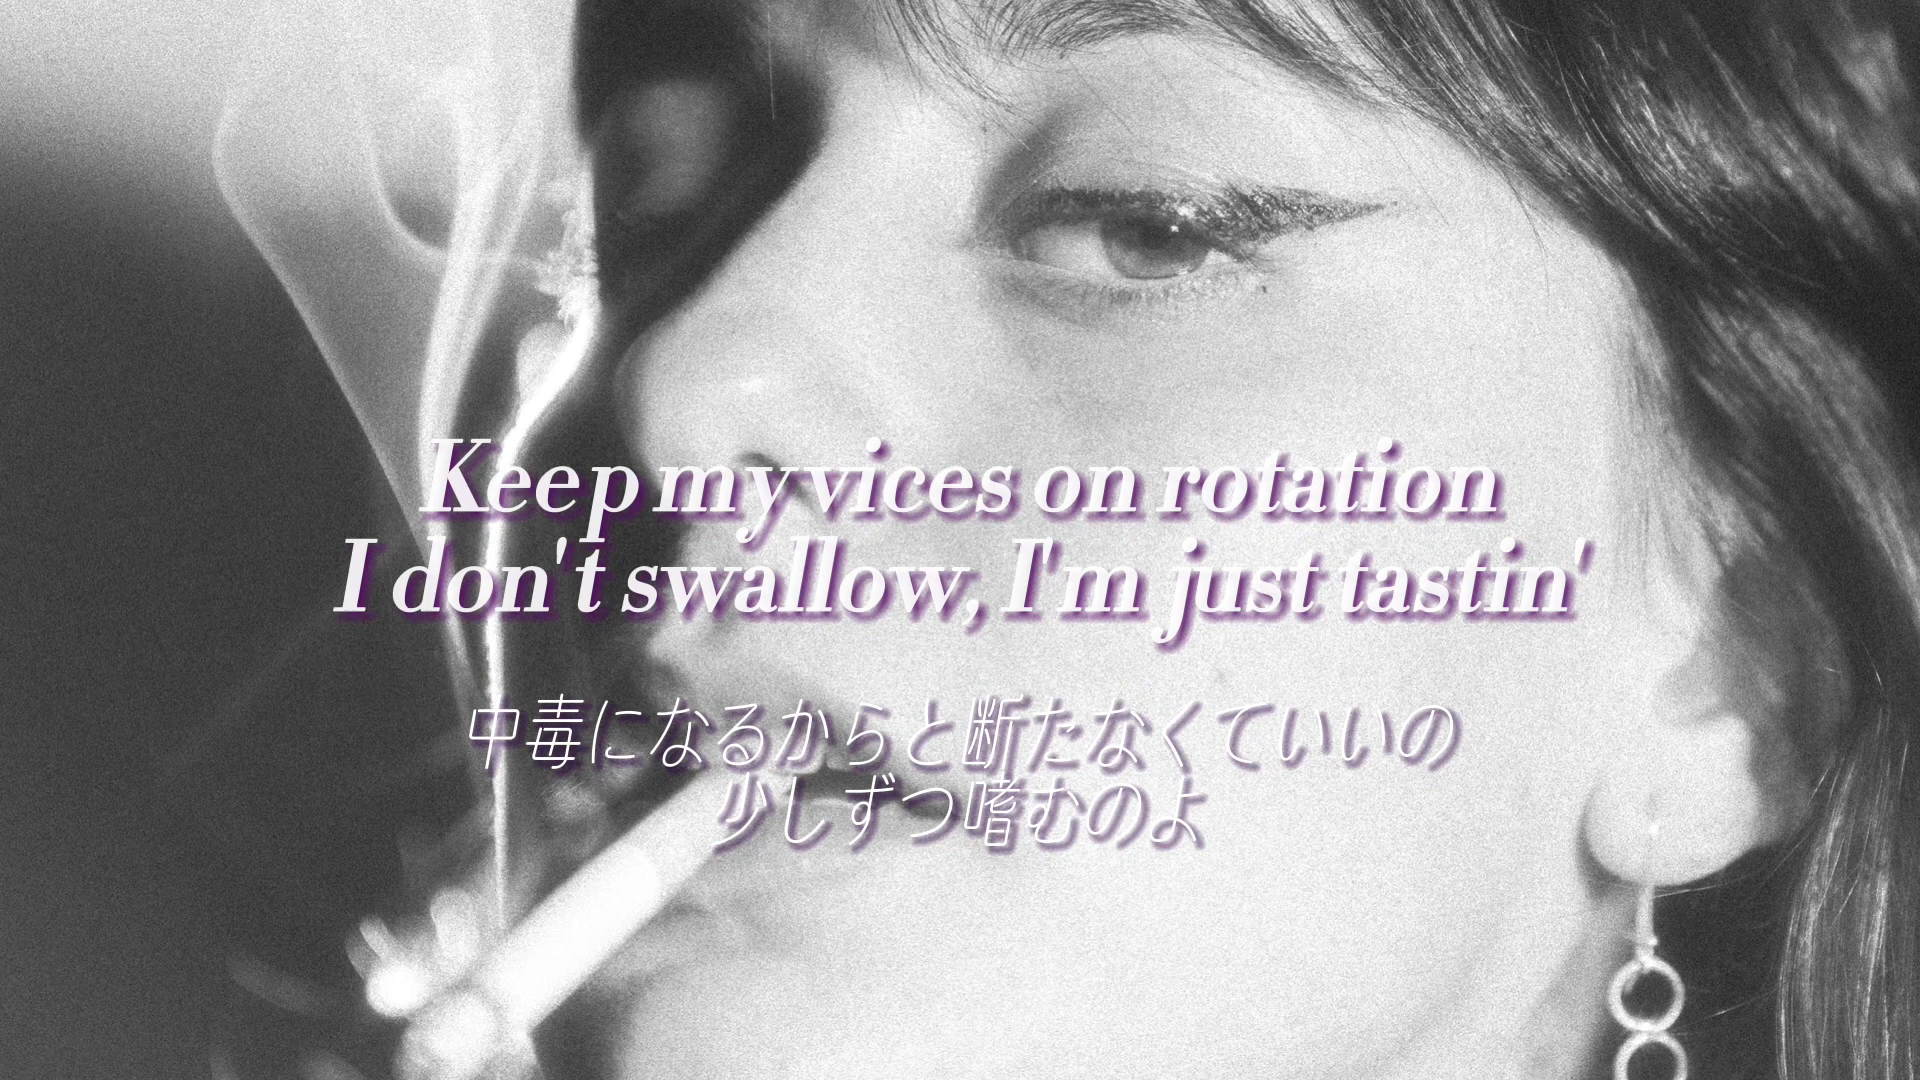 Keep my vices on rotation
I don't swallow, I'm just tastin'
中毒になるからと断たなくていいの
少しずつ嗜むのよ